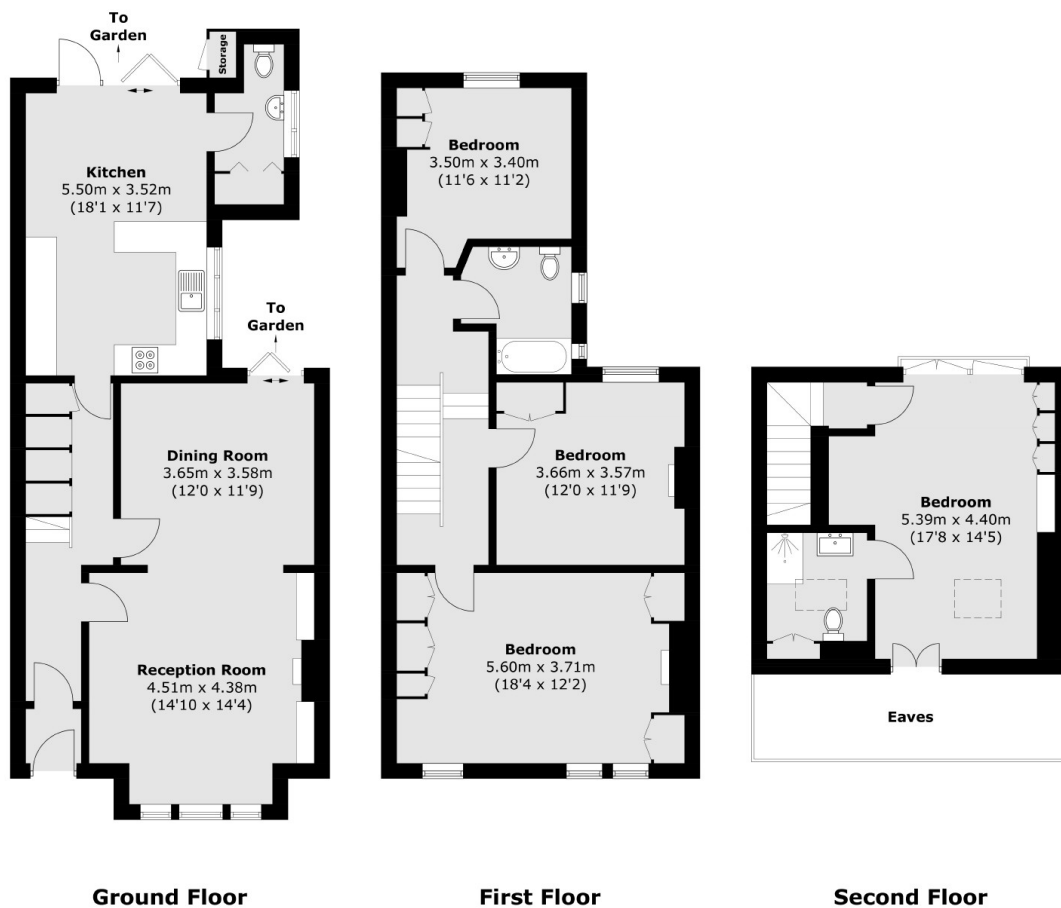 To
Garden
Storage
Kitchen
5.50m x 3.52m
(18'1 x 11'7)
To
Garden
Dining Room
3.65m x 3.58m
(12'0 x 11'9)
Reception Room
4.51m x 4.38m
(14'10 x 14'4)
Ground Floor
Bedroom
3.50m x 3.40m
(11'6 x 11'2)
Bedroom
3.66m x 3.57m
(12'0 x 11'9)
Bedroom
5.60m x 3.71m
(18'4 x 12'2)
First Floor
Bedroom
5.39m x 4.40m
(17'8 x 14'5)
Eaves
Second Floor